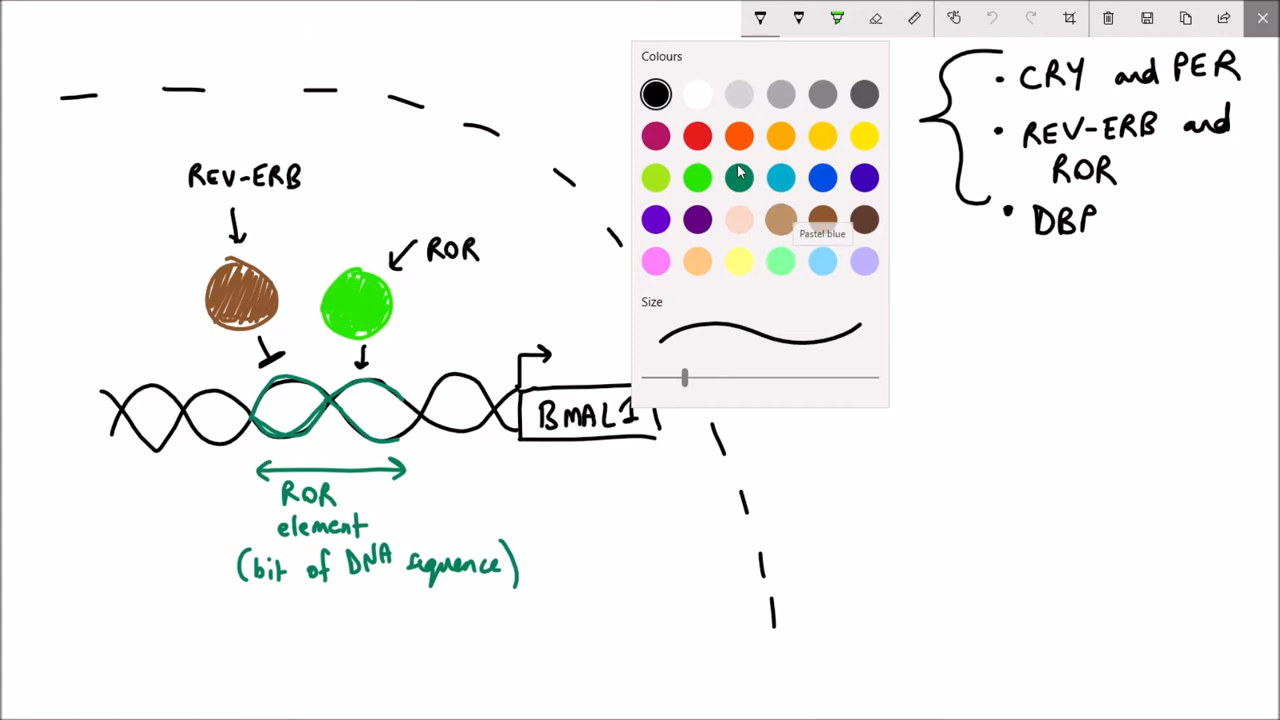 Colours
• CRY and PER
• REV-ERB and
ROR
• DBP
REV-ERB
ROR
Pastel blue
Size
BMAL1
ROR
element
(bit of DNA sequence)